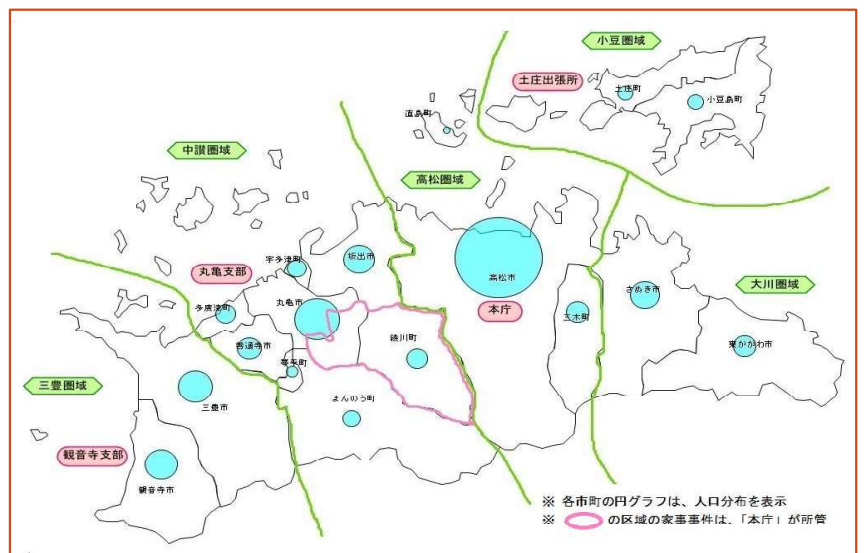 小豆圏域
土庄出張所
土庄町
小豆島町
直島町
中讃圏域
高松圏域
宇多津町
坂出市
高松市
丸亀支部
丸亀市
さぬき市
大川圏域
多度津町
本庁
三木町
善通寺市
綾川町
東かがわ市
琴平町
三豊圏域
三豊市
まんのう町
観音寺支部
観音寺市
※ 各市町の円グラフは、人口分布を表示
※ の区域の家事事件は、「本庁」が所管